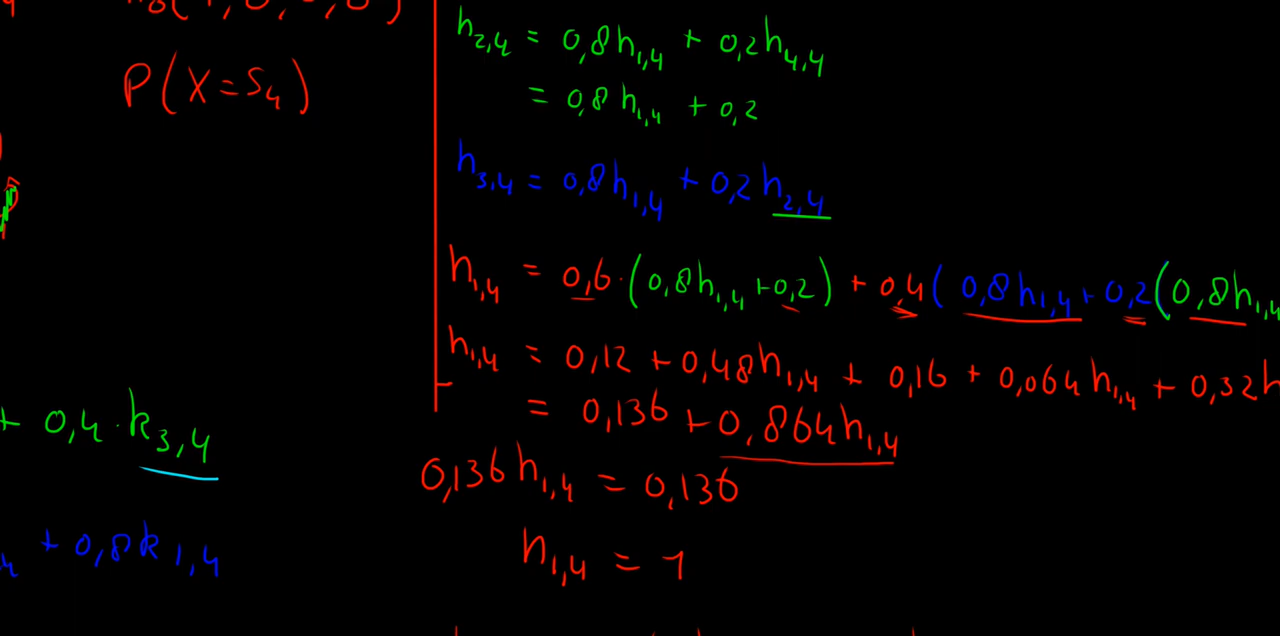 P(X=S₄)
+ 0,4·k₃,₄
+ 0,8k₁,₄
h₂,₄ = 0,8h₁,₄ + 0,2h₄,₄
= 0,8h₁,₄ + 0,2
h₃,₄ = 0,8h₁,₄ + 0,2h₂,₄
h₁,₄ = 0,6·(0,8h₁,₄+0,2) + 0,4(0,8h₁,₄+0,2(0,8h₁,₄
h₁,₄ = 0,12 + 0,48h₁,₄ + 0,16 + 0,064h₁,₄ + 0,32h
= 0,136 + 0,864h₁,₄
0,136h₁,₄ = 0,136
h₁,₄ = 1